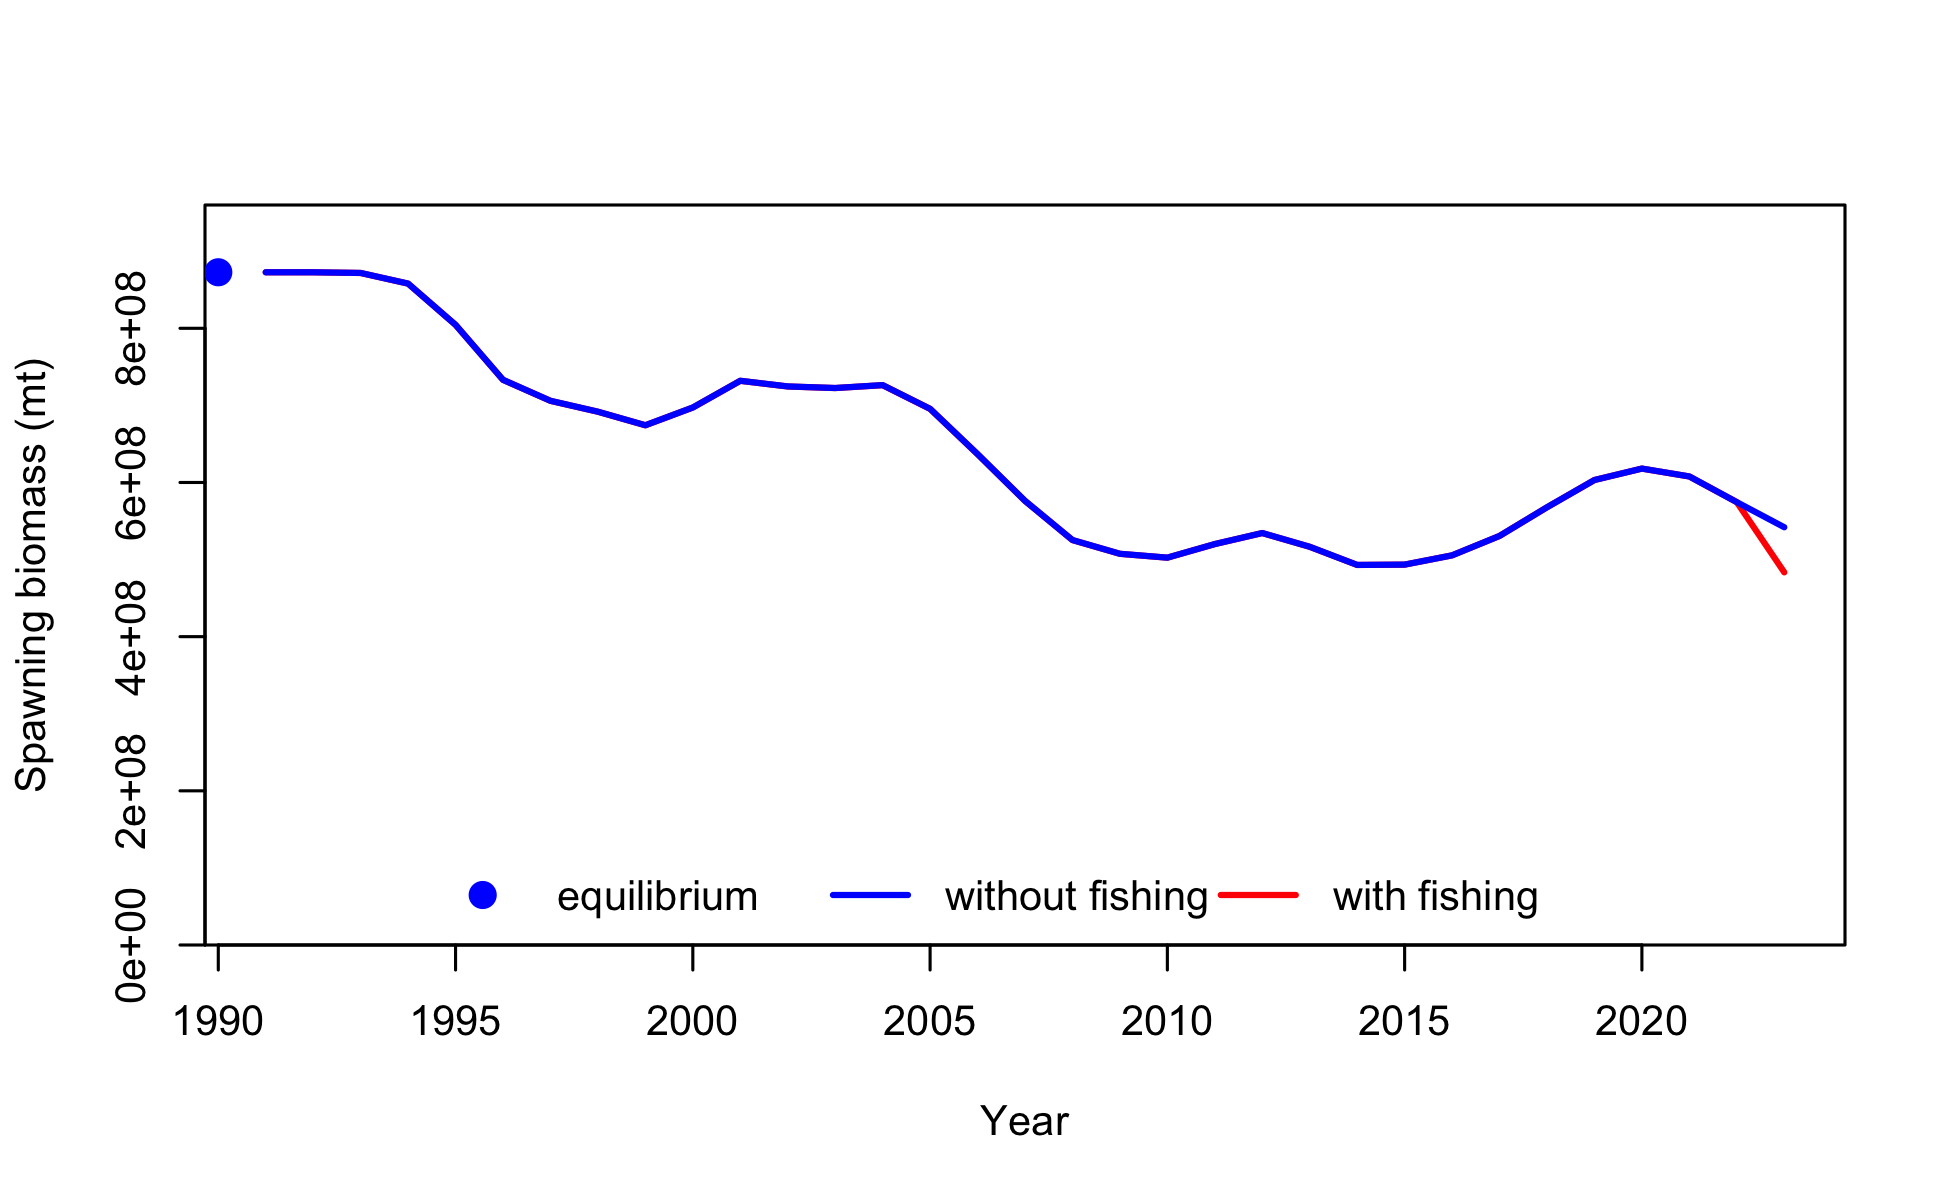 Spawning biomass (mt)
8e+08
6e+08
4e+08
2e+08
0e+00
equilibrium without fishing with fishing
1990 1995 2000 2005 2010 2015 2020
Year